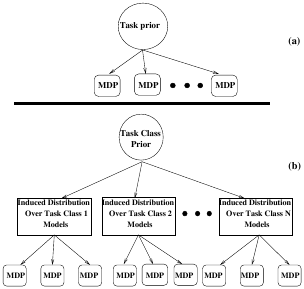 Task prior
(a)
MDP MDP MDP
Task Class
Prior
(b)
Induced Distribution Induced Distribution Induced Distribution
Over Task Class 1 Over Task Class 2 Over Task Class N
Models Models Models
MDP MDP MDP MDP MDP MDP MDP MDP MDP